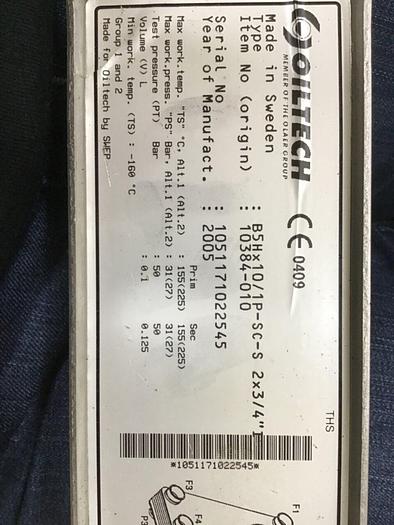 OILTECH
MEMBER OF THE OLAER GROUP
CE 0409
Made in Sweden
Type : B5Hx10/1P-SC-S 2x3/4"
Item No (origin) : 10384-010
Serial No : 1051171022545
Year of Manufact. : 2005
Prim Sec
Max work.temp. "TS" °C, Alt.1 (Alt.2) : 155(225) 155(225)
Max work.press. "PS" Bar, Alt.1 (Alt.2) : 31(27) 31(27)
Test pressure (PT) Bar : 50 50
Volume (V) L : 0.1 0.125
Min work. temp. (TS) : -160 °C
Group 1 and 2
Made for Oiltech by SWEP
THS
*1051171022545*
F1
F3
F4
P3